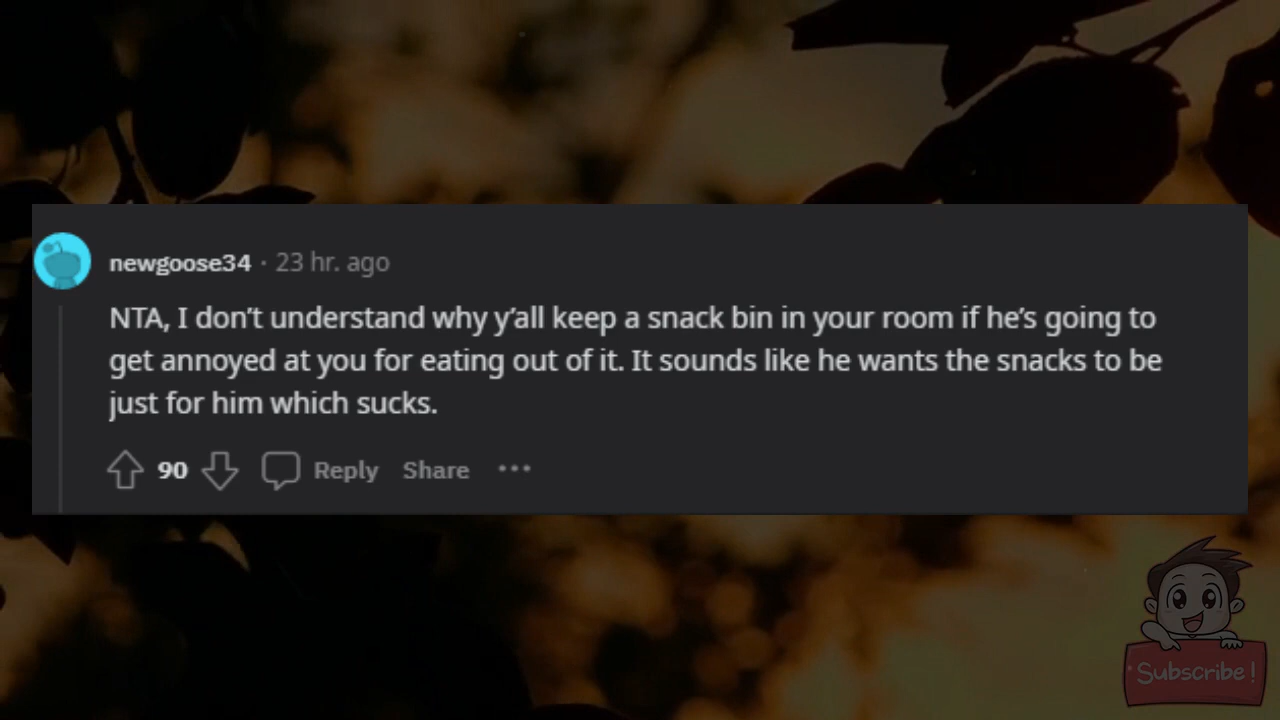 newgoose34 · 23 hr. ago
NTA, I don’t understand why y’all keep a snack bin in your room if he’s going to
get annoyed at you for eating out of it. It sounds like he wants the snacks to be
just for him which sucks.
90 Reply Share ···
Subscribe!